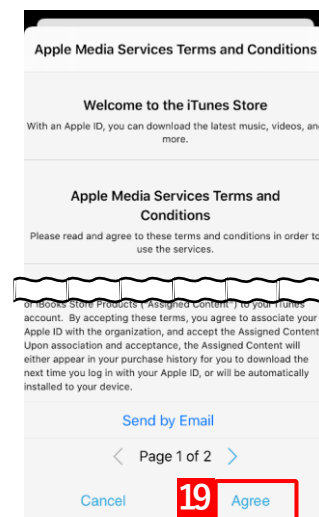 Apple Media Services Terms and Conditions
Welcome to the iTunes Store
With an Apple ID, you can download the latest music, videos, and
more.
Apple Media Services Terms and
Conditions
Please read and agree to these terms and conditions in order to
use the services.
or iBooks Store Products ("Assigned Content") to your iTunes
account. By accepting these terms, you agree to associate your
Apple ID with the organization, and accept the Assigned Content
Upon association and acceptance, the Assigned Content will
either appear in your purchase history for you to download the
next time you log in with your Apple ID, or will be automatically
installed to your device.
Send by Email
Page 1 of 2
Cancel 19 Agree